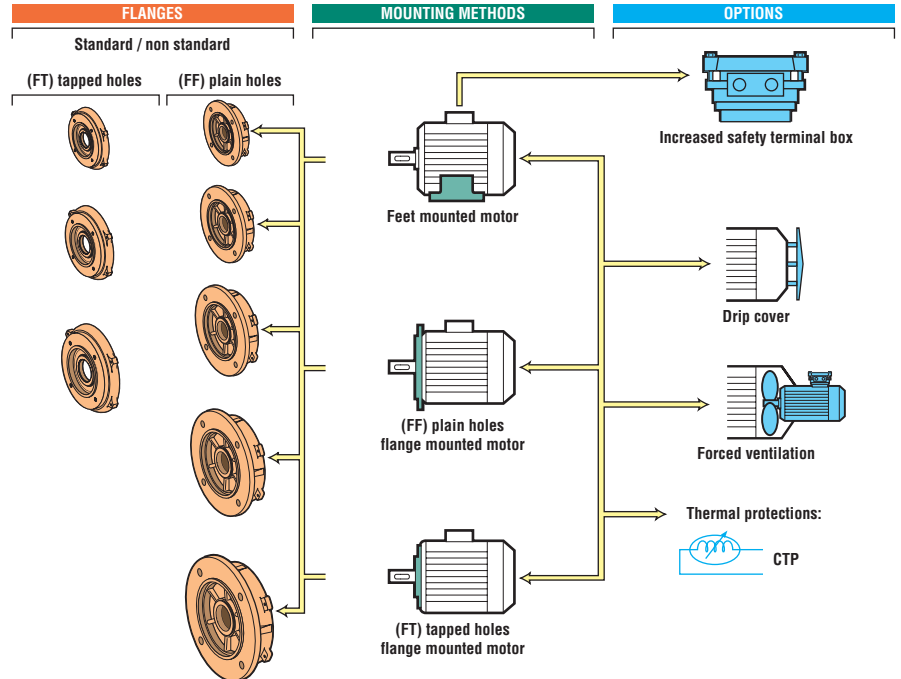 FLANGES
Standard / non standard
(FT) tapped holes
(FF) plain holes
MOUNTING METHODS
Feet mounted motor
(FF) plain holes
flange mounted motor
(FT) tapped holes
flange mounted motor
OPTIONS
Increased safety terminal box
Drip cover
Forced ventilation
Thermal protections:
CTP